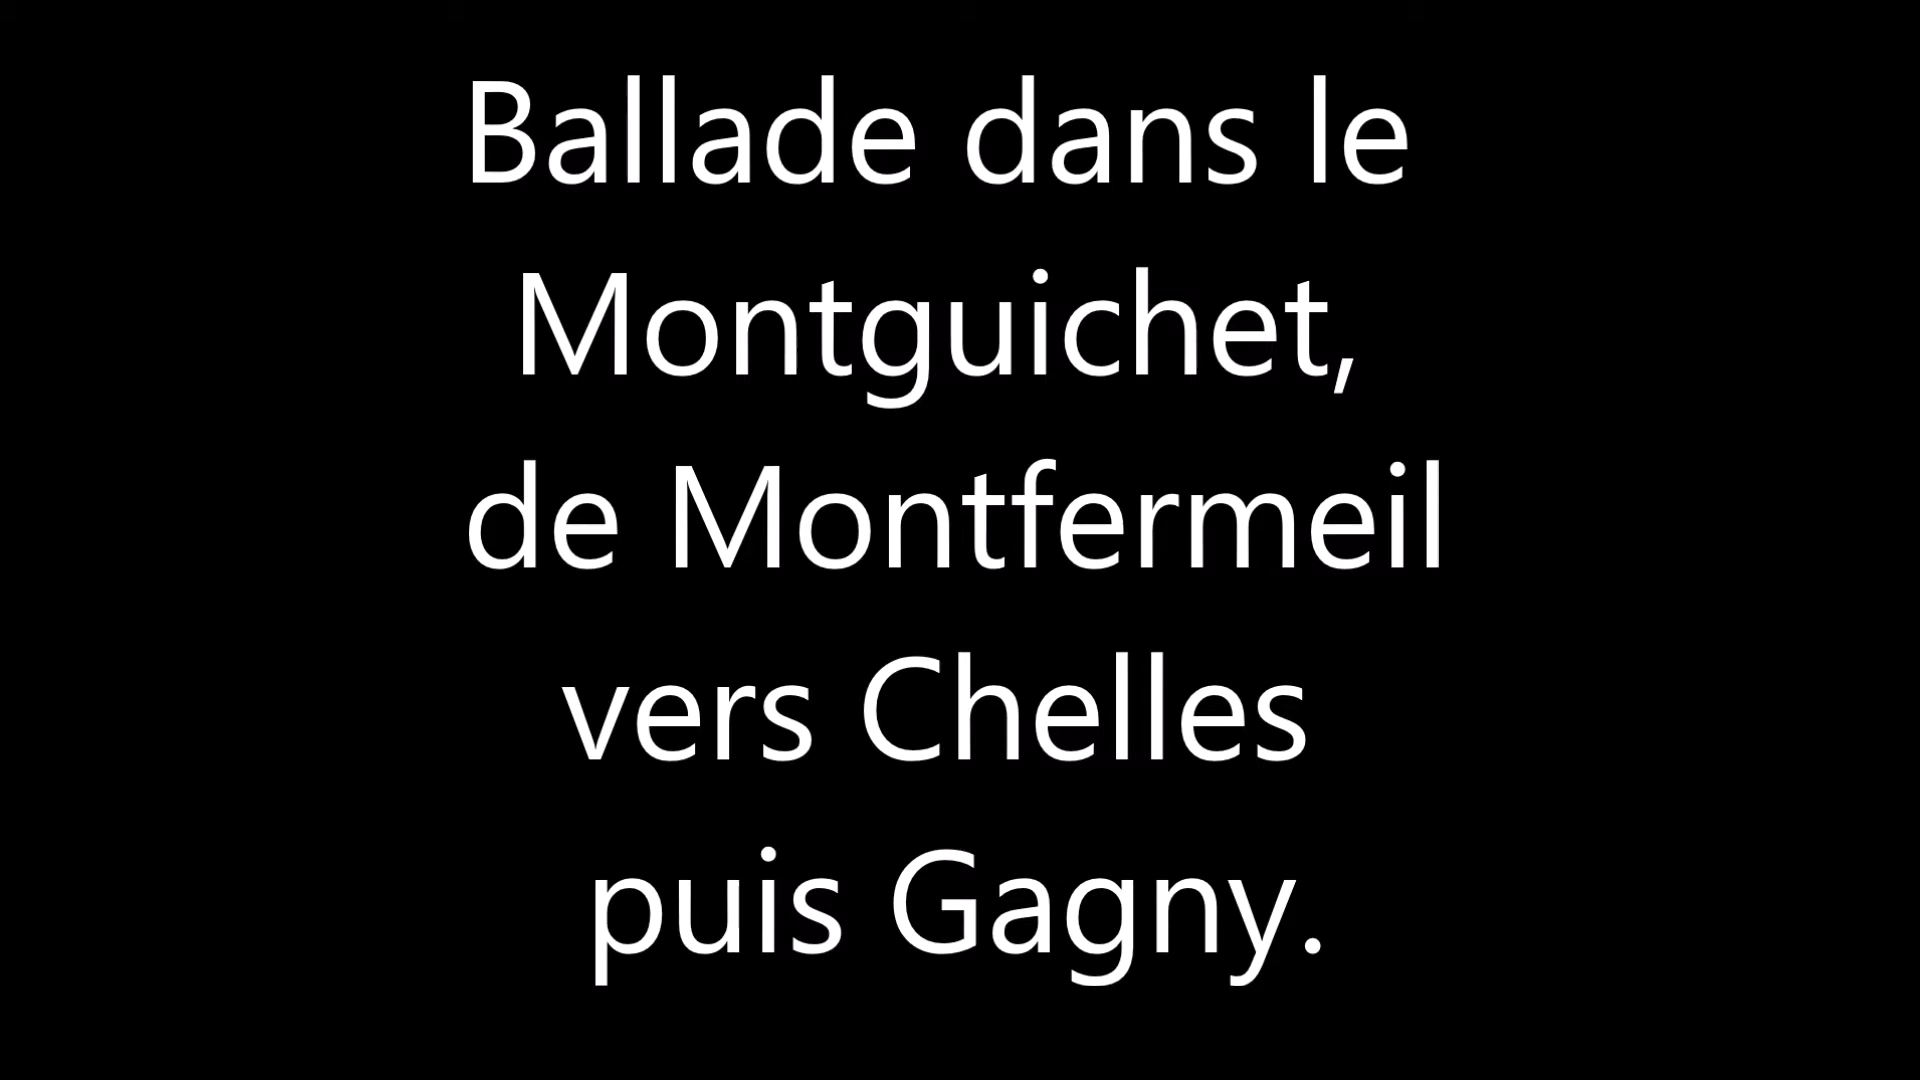 Ballade dans le
Montguichet,
de Montfermeil
vers Chelles
puis Gagny.